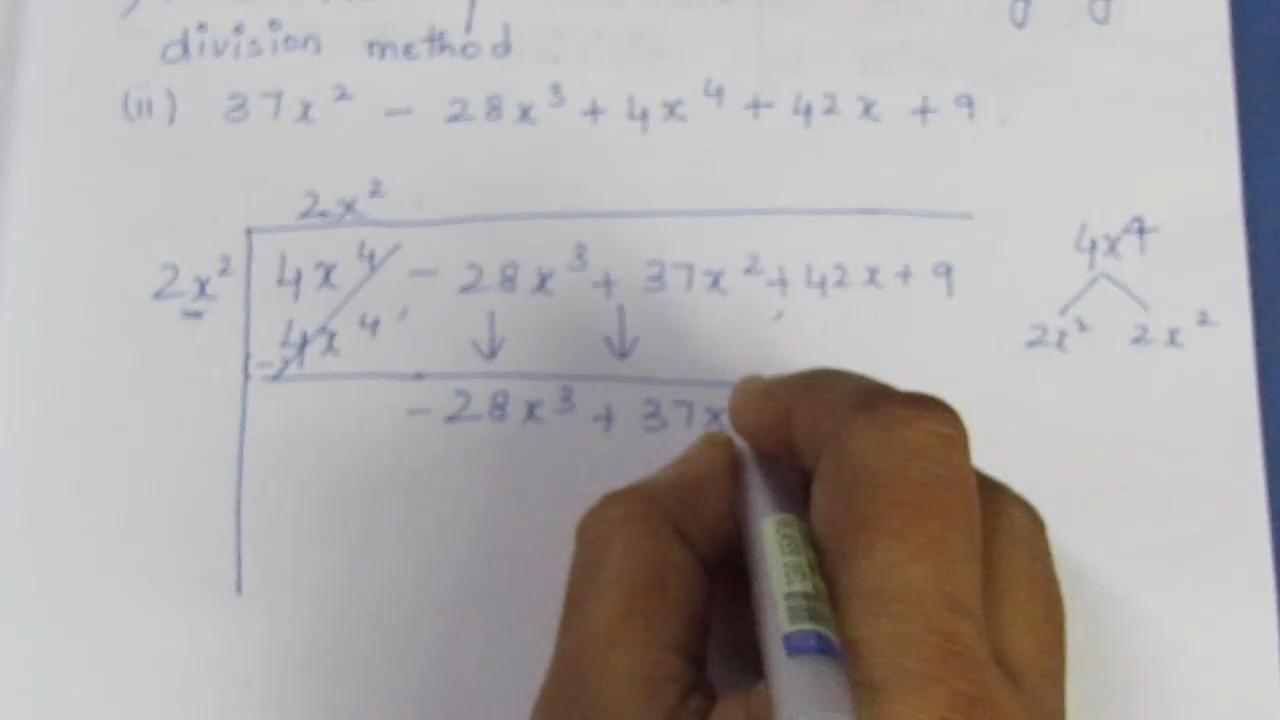 division method
(ii) 37x² - 28x³ + 4x⁴ + 42x + 9.
2x²
2x² 4x⁴ - 28x³ + 37x² + 42x + 9
4x⁴
- 4x⁴
2x² 2x²
- 28x³ + 37x